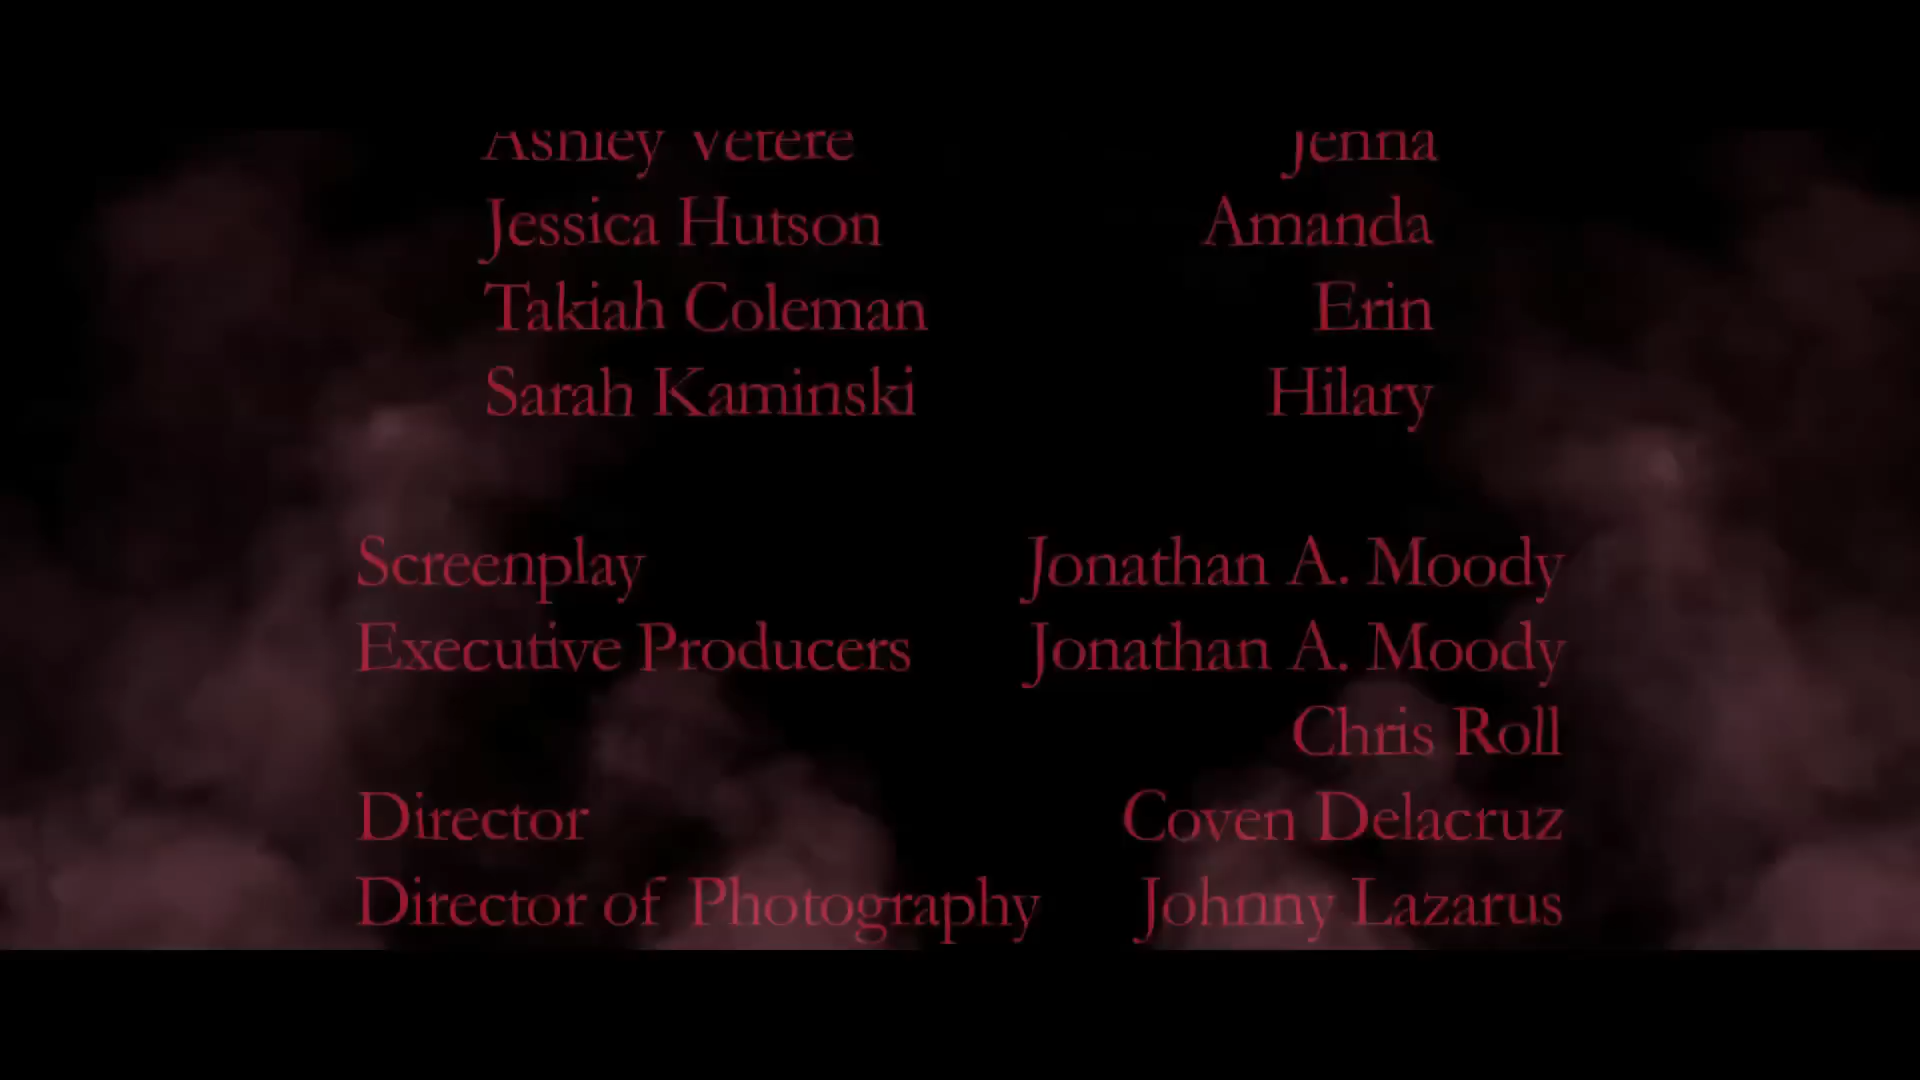 Ashley Vetere Jenna
Jessica Hutson Amanda
Takiah Coleman Erin
Sarah Kaminski Hilary
Screenplay Jonathan A. Moody
Executive Producers Jonathan A. Moody
Chris Roll
Director Coven Delacruz
Director of Photography Johnny Lazarus